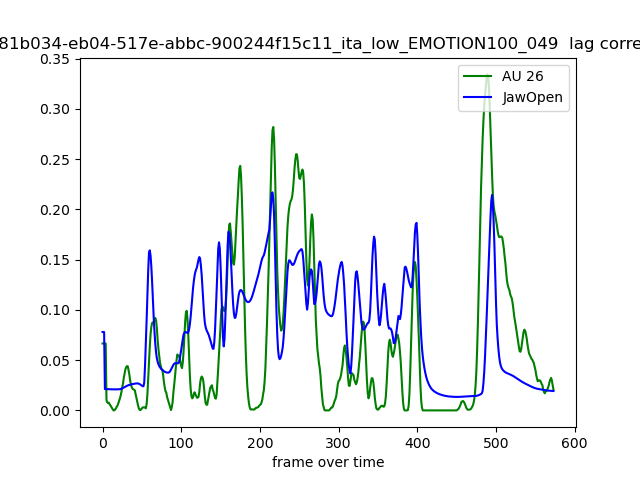 81b034-eb04-517e-abbc-900244f15c11_ita_low_EMOTION100_049 lag corre
0.35
0.30
0.25
0.20
0.15
0.10
0.05
0.00
AU 26
JawOpen
0 100 200 300 400 500 600
frame over time